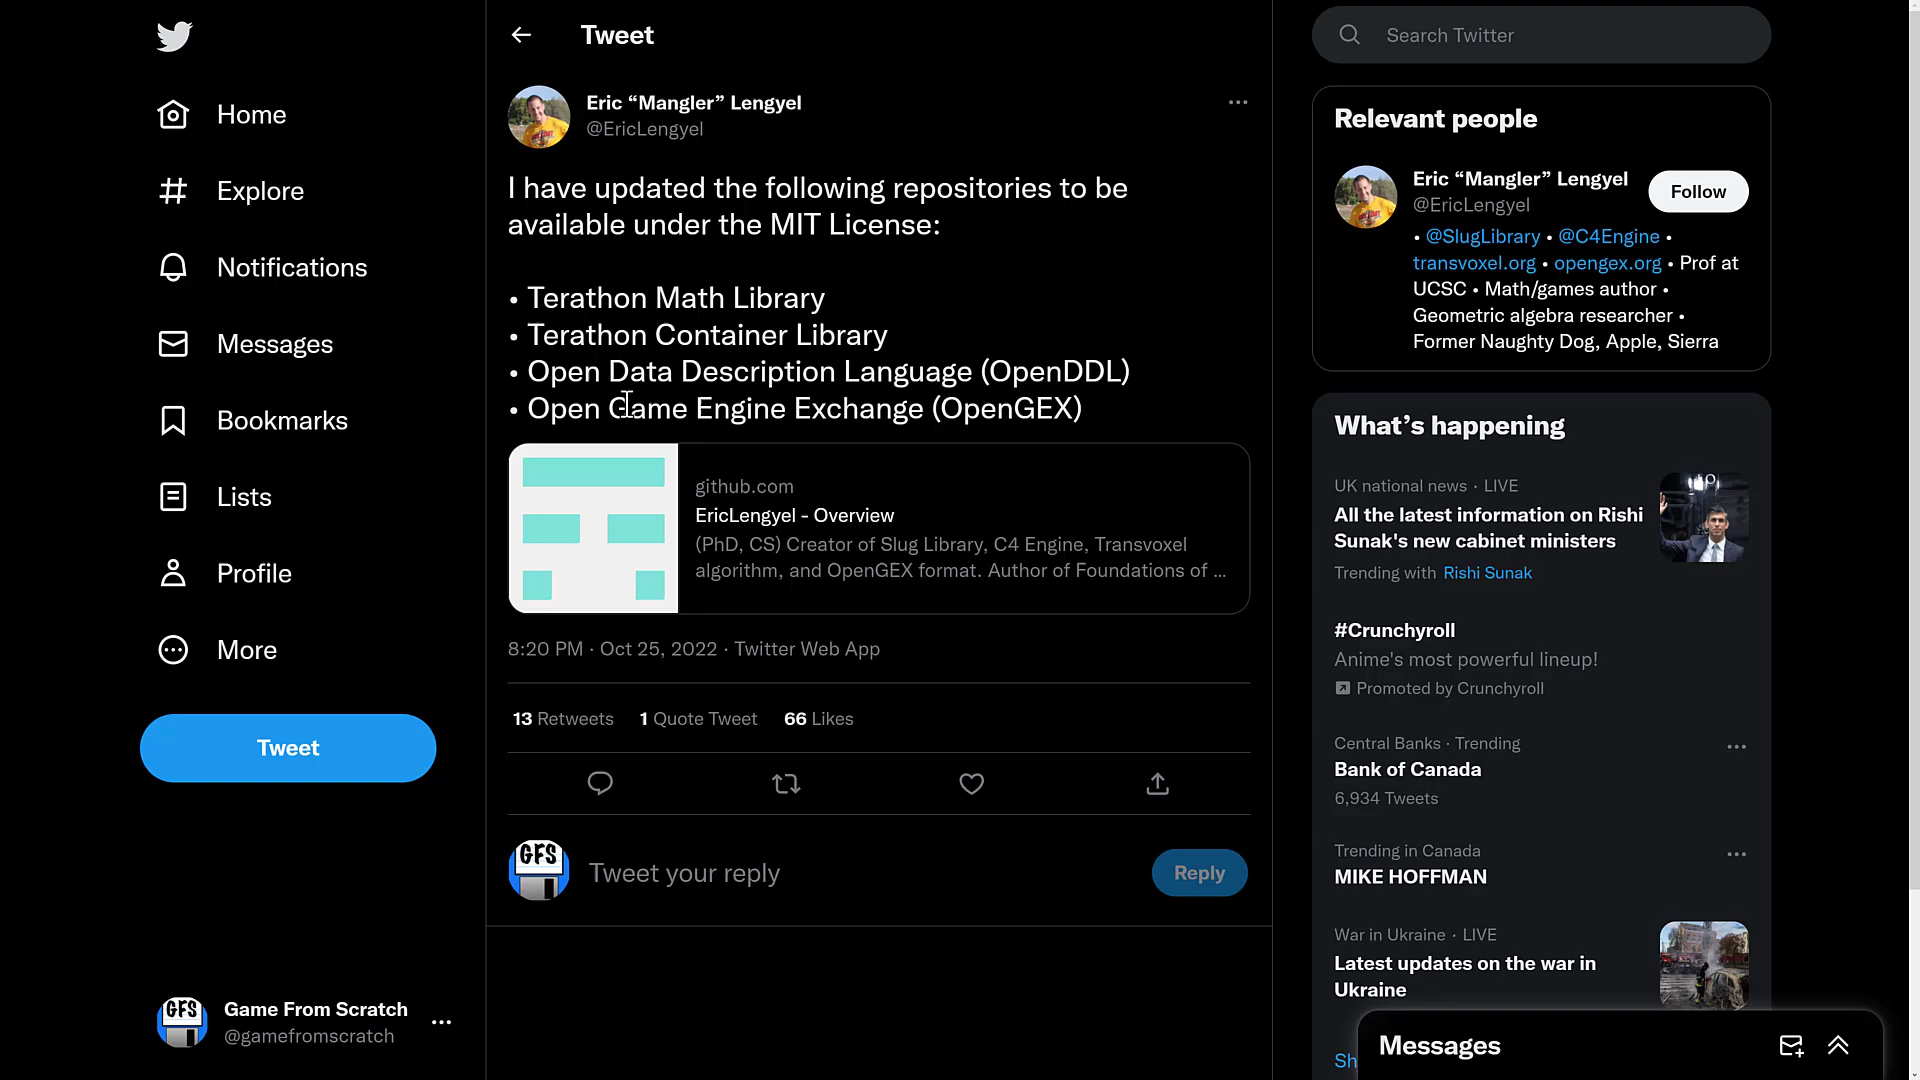 Home
Explore
Notifications
Messages
Bookmarks
Lists
Profile
More
Tweet
GFS
Game From Scratch
@gamefromscratch
Tweet
Eric “Mangler” Lengyel
@EricLengyel
I have updated the following repositories to be
available under the MIT License:
• Terathon Math Library
• Terathon Container Library
• Open Data Description Language (OpenDDL)
• Open Game Engine Exchange (OpenGEX)
github.com
EricLengyel - Overview
(PhD, CS) Creator of Slug Library, C4 Engine, Transvoxel
algorithm, and OpenGEX format. Author of Foundations of ...
8:20 PM · Oct 25, 2022 · Twitter Web App
13 Retweets 1 Quote Tweet 66 Likes
GFS
Tweet your reply
Reply
Search Twitter
Relevant people
Eric “Mangler” Lengyel
@EricLengyel
Follow
• @SlugLibrary • @C4Engine •
transvoxel.org • opengex.org • Prof at
UCSC • Math/games author •
Geometric algebra researcher •
Former Naughty Dog, Apple, Sierra
What’s happening
UK national news · LIVE
All the latest information on Rishi
Sunak's new cabinet ministers
Trending with Rishi Sunak
#Crunchyroll
Anime's most powerful lineup!
Promoted by Crunchyroll
Central Banks · Trending
Bank of Canada
6,934 Tweets
Trending in Canada
MIKE HOFFMAN
War in Ukraine · LIVE
Latest updates on the war in
Ukraine
Sh
Messages